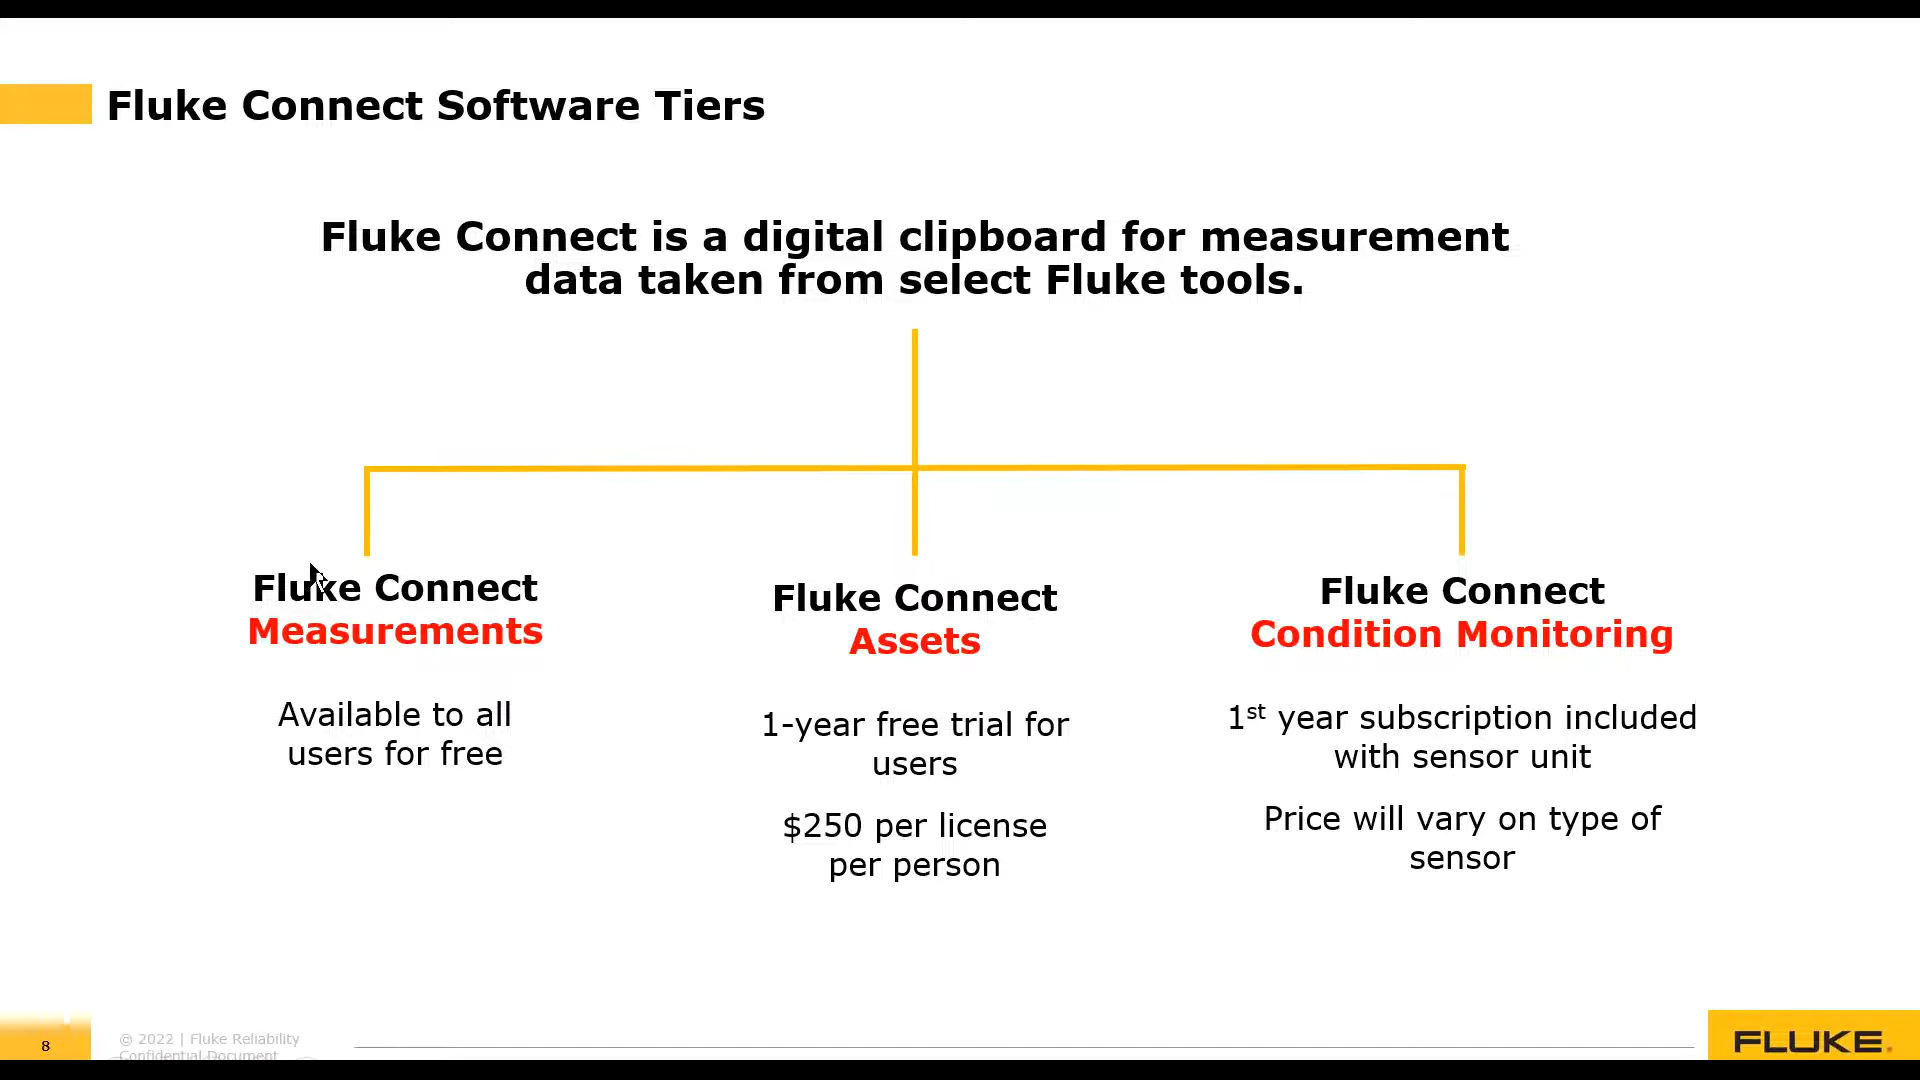 Fluke Connect Software Tiers
Fluke Connect is a digital clipboard for measurement
data taken from select Fluke tools.
Fluke Connect
Measurements
Available to all
users for free
Fluke Connect
Assets
1-year free trial for
users
$250 per license
per person
Fluke Connect
Condition Monitoring
1st year subscription included
with sensor unit
Price will vary on type of
sensor
8
@ 2022 | Fluke Reliability
Confidential Document
FLUKE®